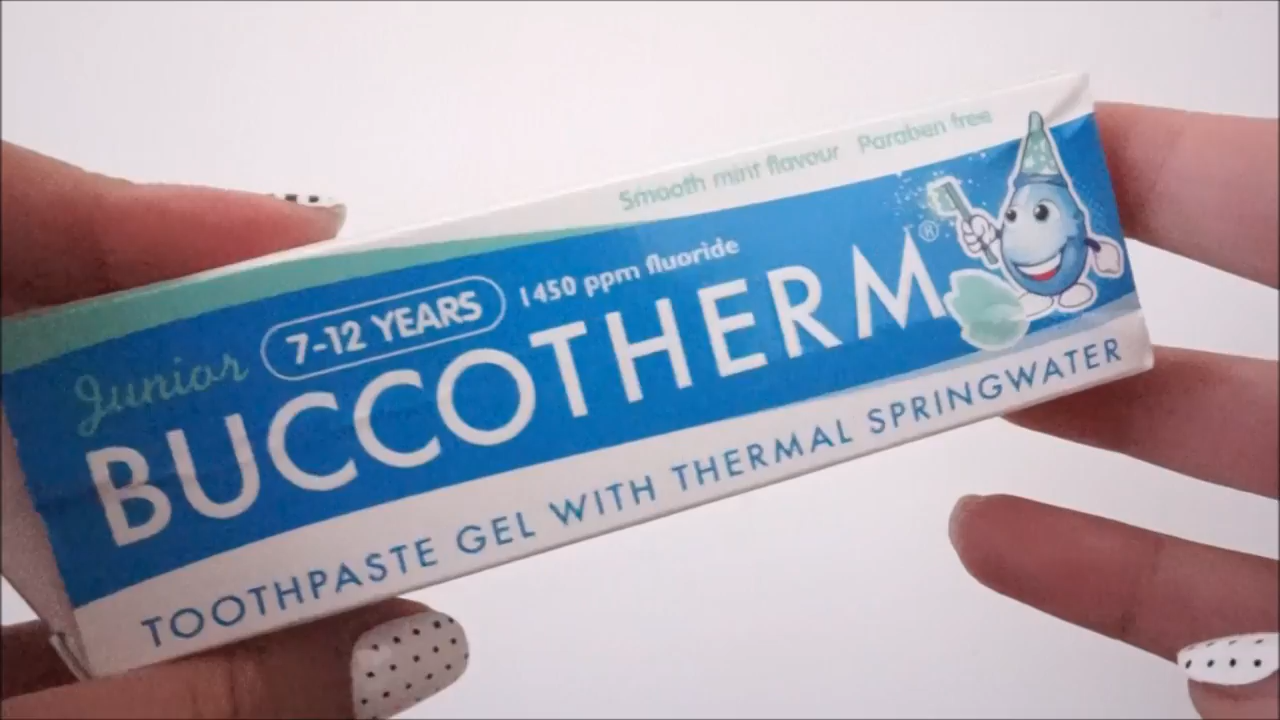 Smooth mint flavour Paraben free
Junior 7-12 YEARS 1450 ppm fluoride
BUCCOTHERM®
TOOTHPASTE GEL WITH THERMAL SPRINGWATER